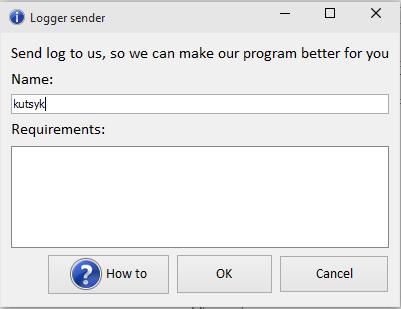 Logger sender
Send log to us, so we can make our program better for you
Name:
kutsyk
Requirements:
How to
OK
Cancel